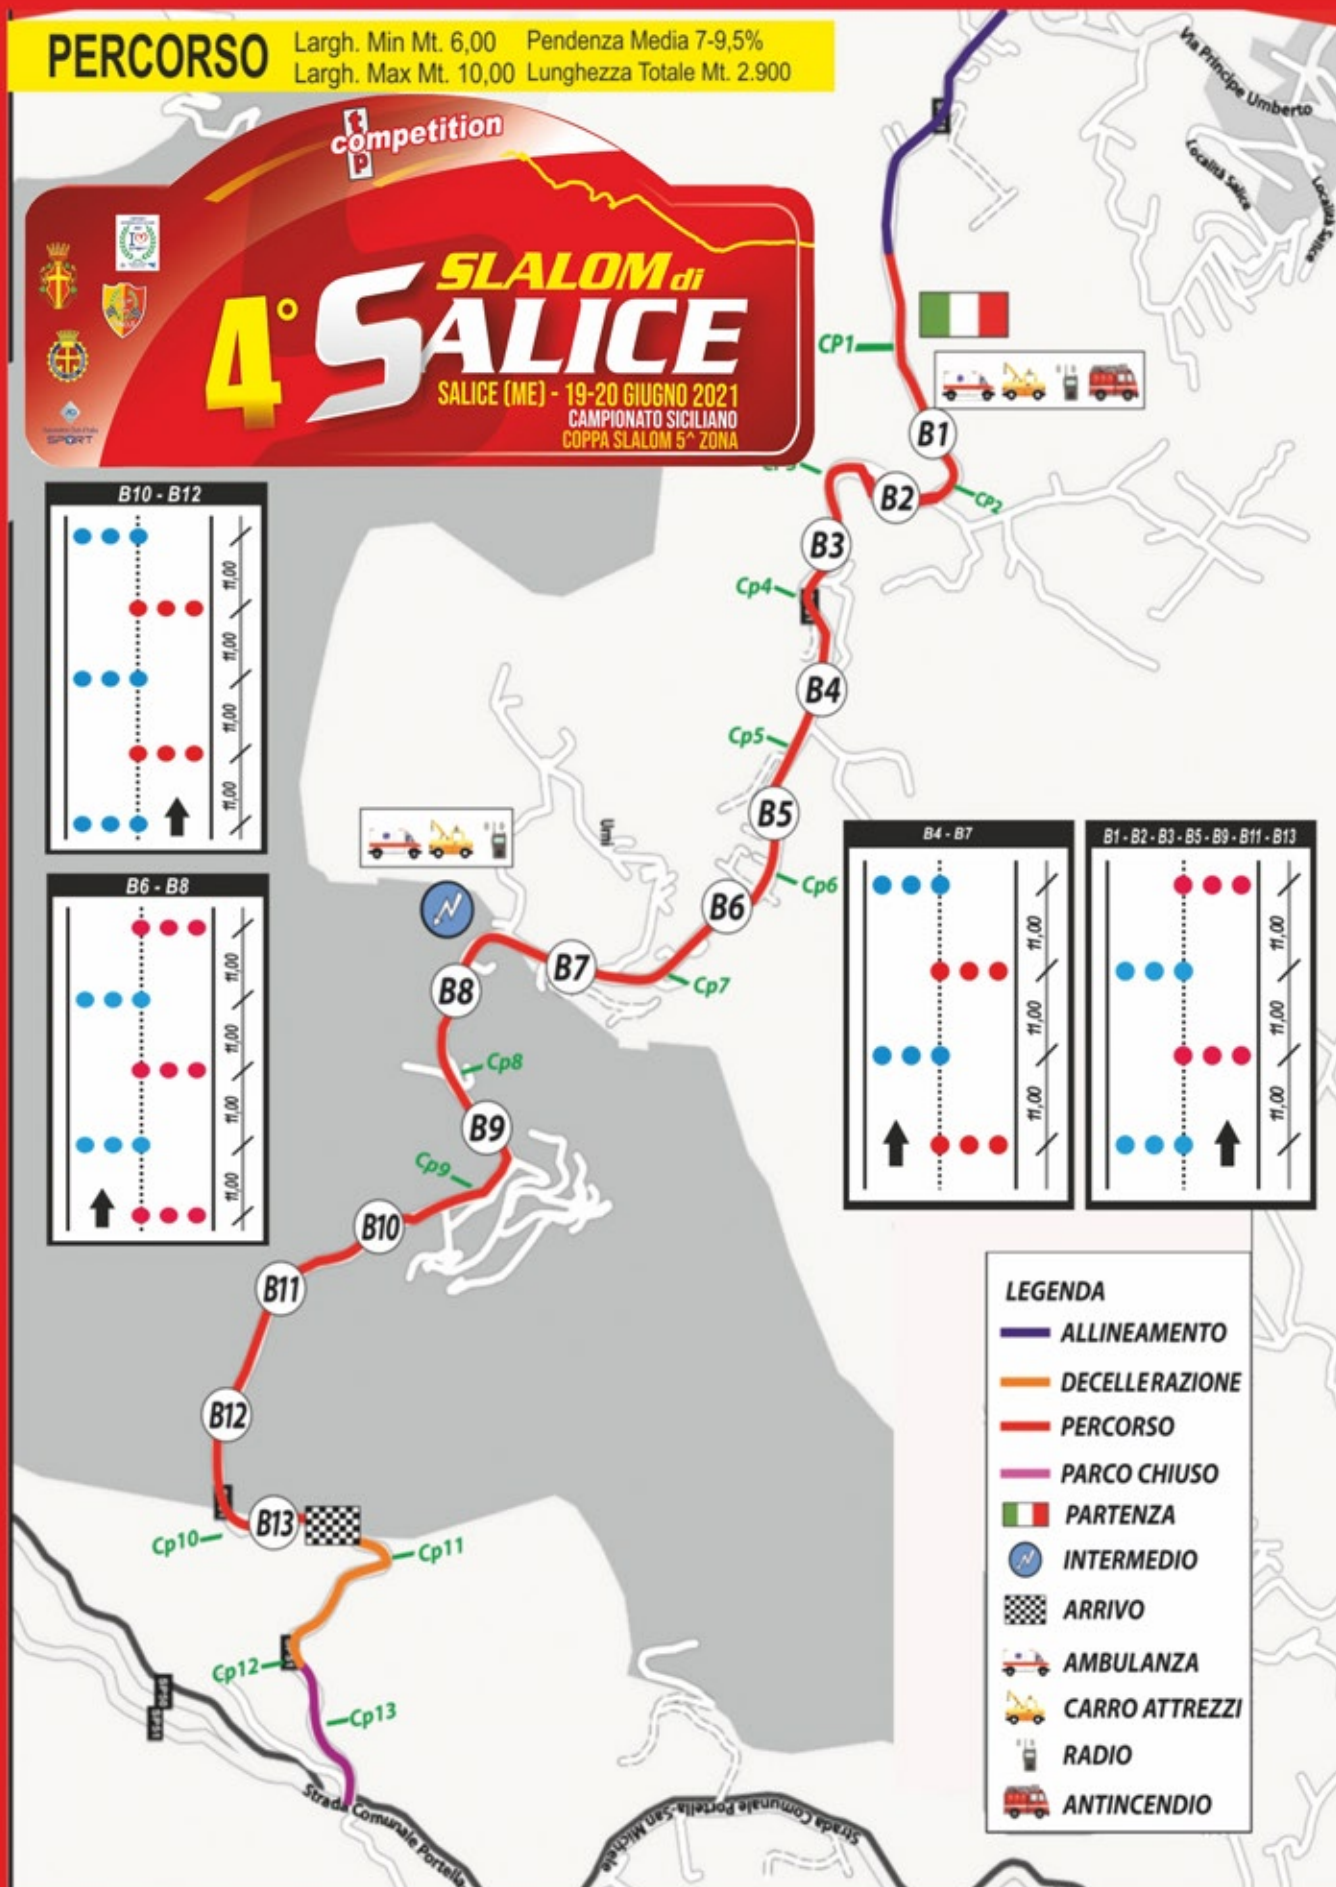 PERCORSO
Largh. Min Mt. 6,00 Pendenza Media 7-9,5%
Largh. Max Mt. 10,00 Lunghezza Totale Mt. 2.900
top competition
4° SLALOM di
SALICE
SALICE (ME) - 19-20 GIUGNO 2021
CAMPIONATO SICILIANO
COPPA SLALOM 5^ ZONA
SPORT
Via Principe Umberto
Località Salice
Località Salice
CP1
B1
B2
CP2
B3
Cp4
B4
Cp5
B5
Cp6
B6
Cp7
B7
Urni
B8
Cp8
B9
Cp9
B10
B11
B12
B13
Cp10
Cp11
Cp12
Cp13
B10 - B12
11,00
11,00
11,00
11,00
B6 - B8
11,00
11,00
11,00
11,00
B4 - B7
11,00
11,00
11,00
B1 - B2 - B3 - B5 - B9 - B11 - B13
11,00
11,00
11,00
LEGENDA
ALLINEAMENTO
DECELLERAZIONE
PERCORSO
PARCO CHIUSO
PARTENZA
INTERMEDIO
ARRIVO
AMBULANZA
CARRO ATTREZZI
RADIO
ANTINCENDIO
SP50
SP51
Strada Comunale Portella
Strada Comunale Portella-San Michele